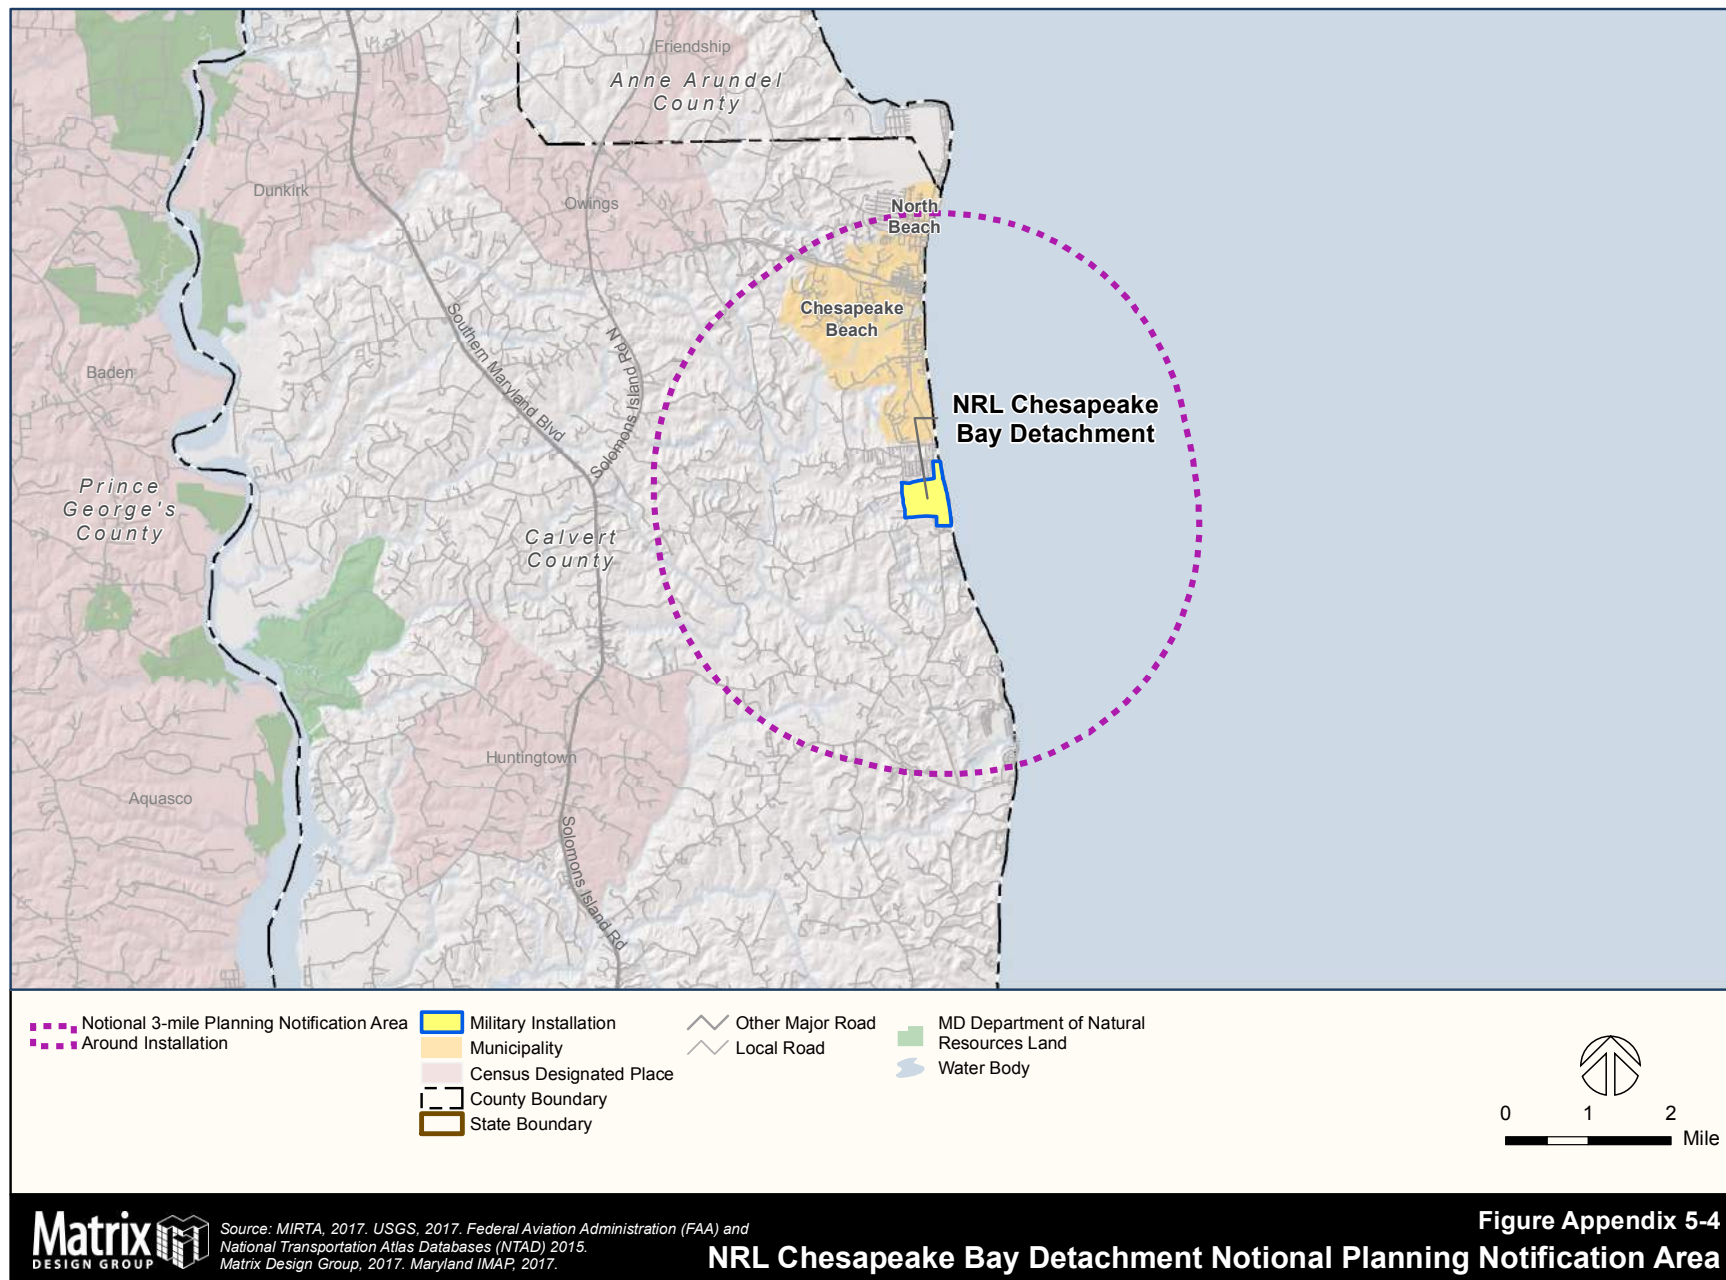 Friendship
Anne Arundel
County
Dunkirk
Owings
North
Beach
Chesapeake
Beach
Southern Maryland Blvd
Solomons Island Rd N
Baden
NRL Chesapeake
Bay Detachment
Prince
George's
County
Calvert
County
Huntingtown
Aquasco
Solomons Island Rd
Notional 3-mile Planning Notification Area
Around Installation
Military Installation
Municipality
Census Designated Place
County Boundary
State Boundary
Other Major Road
Local Road
MD Department of Natural
Resources Land
Water Body
0 1 2
Mile
Matrix
DESIGN GROUP
Source: MIRTA, 2017. USGS, 2017. Federal Aviation Administration (FAA) and
National Transportation Atlas Databases (NTAD) 2015.
Matrix Design Group, 2017. Maryland IMAP, 2017.
Figure Appendix 5-4
NRL Chesapeake Bay Detachment Notional Planning Notification Area